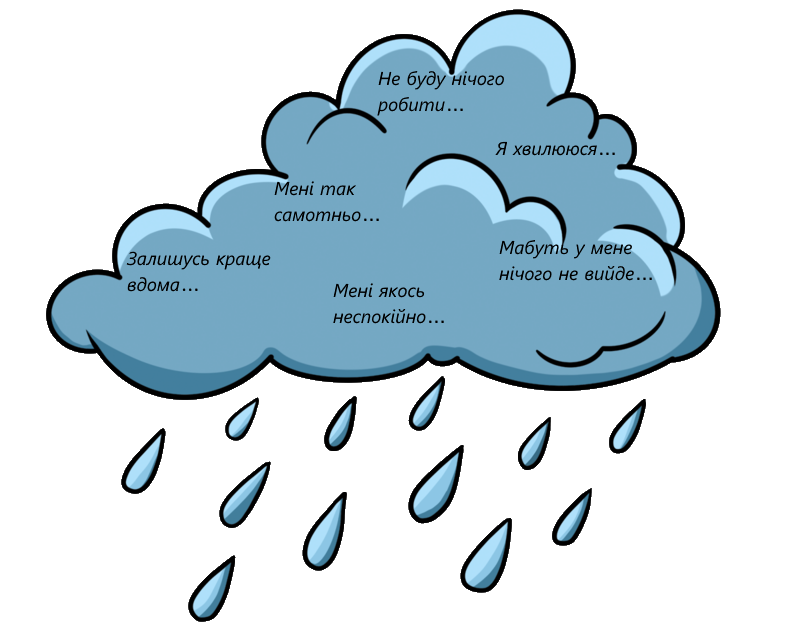 Не буду нічого
робити...
Я хвилююся...
Мені так
самотньо...
Мабуть у мене
нічого не вийде...
Залишусь краще
вдома...
Мені якось
неспокійно...